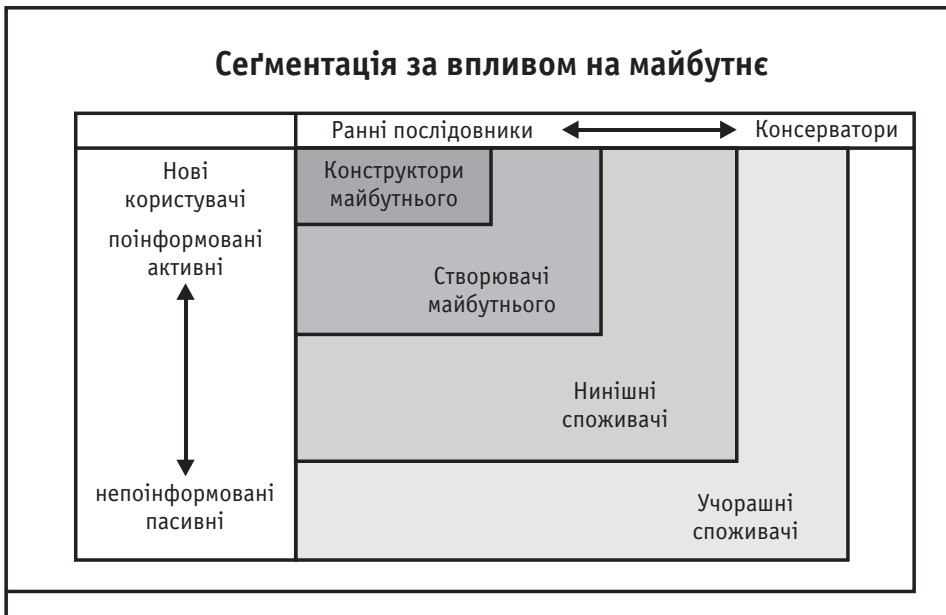 Сеґментація за впливом на майбутнє
Ранні послідовники Консерватори
Нові
користувачі
поінформовані
активні
непоінформовані
пасивні
Конструктори
майбутнього
Створювачі
майбутнього
Нинішні
споживачі
Учорашні
споживачі